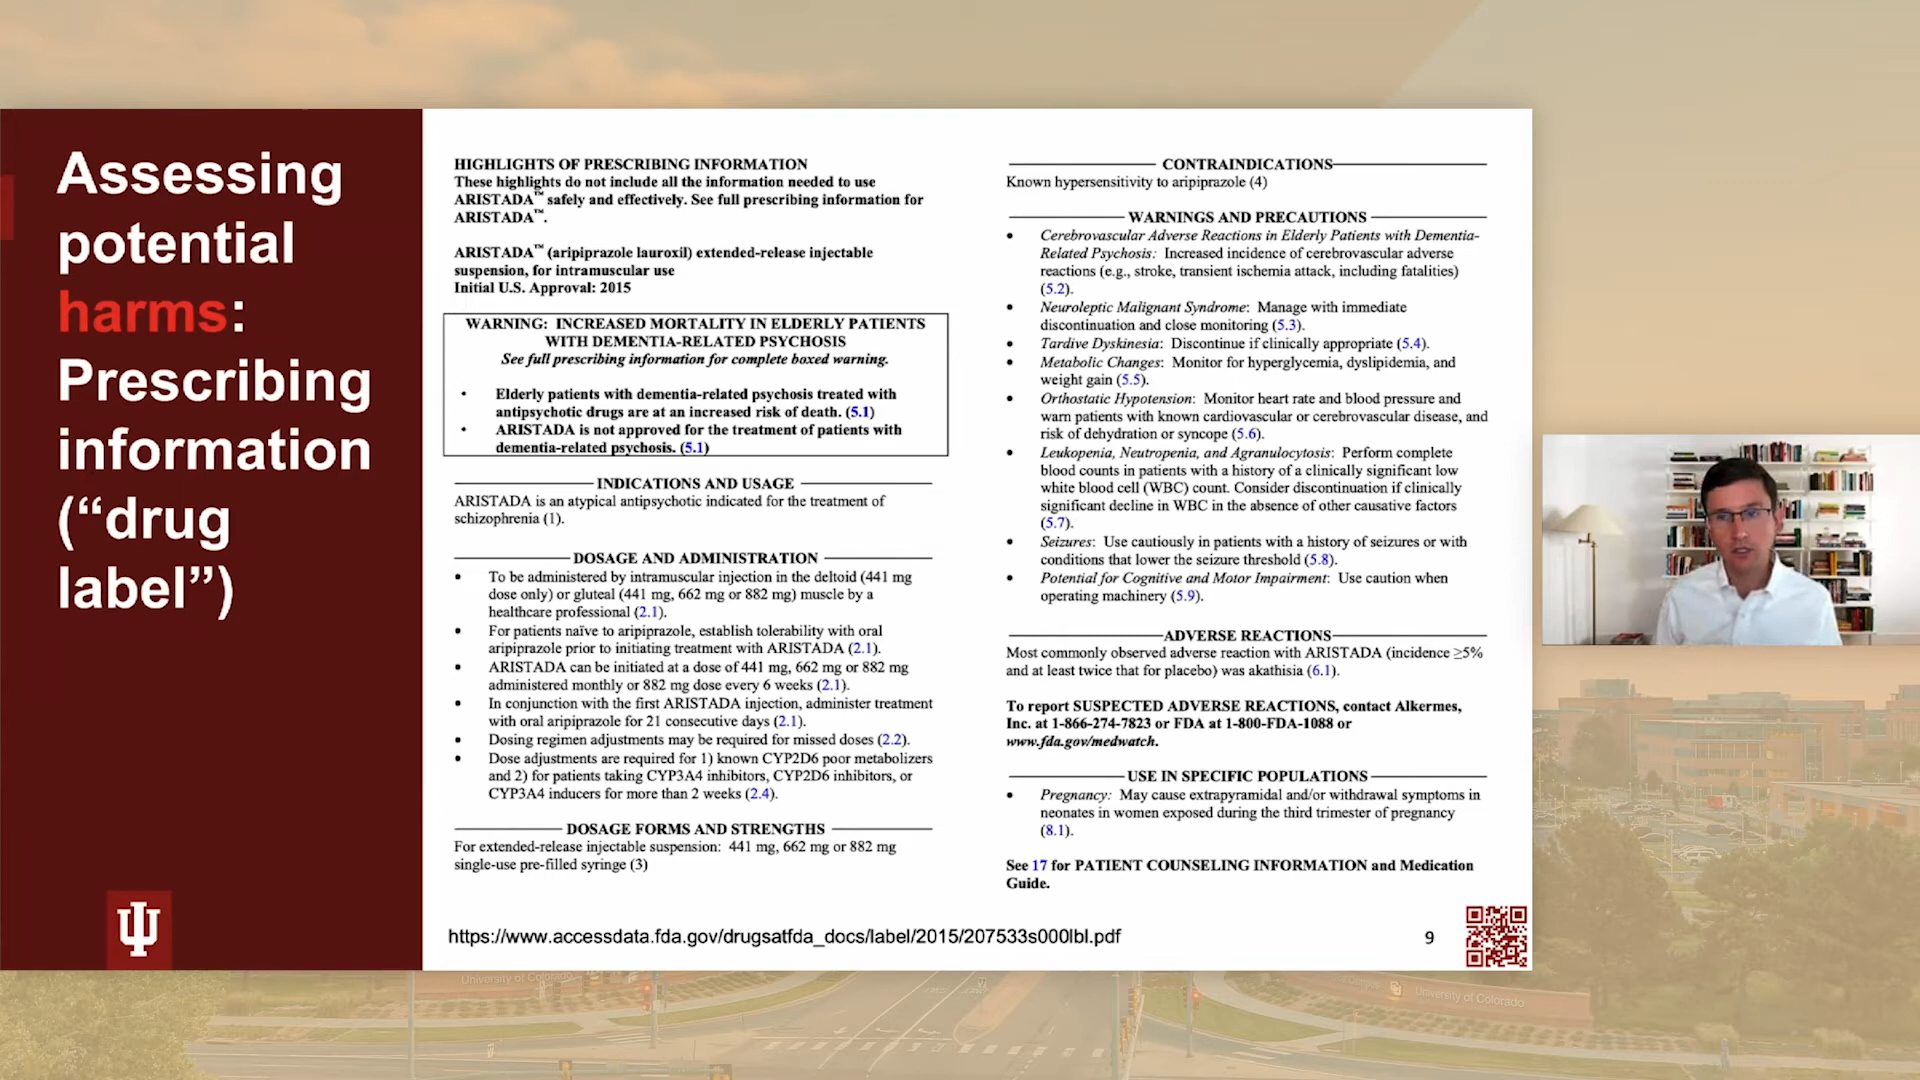 Assessing
potential
harms:
Prescribing
information
(“drug
label”)
HIGHLIGHTS OF PRESCRIBING INFORMATION
These highlights do not include all the information needed to use
ARISTADA™ safely and effectively. See full prescribing information for
ARISTADA™.
ARISTADA™ (aripiprazole lauroxil) extended-release injectable
suspension, for intramuscular use
Initial U.S. Approval: 2015
WARNING: INCREASED MORTALITY IN ELDERLY PATIENTS
WITH DEMENTIA-RELATED PSYCHOSIS
See full prescribing information for complete boxed warning.
• Elderly patients with dementia-related psychosis treated with
antipsychotic drugs are at an increased risk of death. (5.1)
• ARISTADA is not approved for the treatment of patients with
dementia-related psychosis. (5.1)
INDICATIONS AND USAGE
ARISTADA is an atypical antipsychotic indicated for the treatment of
schizophrenia (1).
DOSAGE AND ADMINISTRATION
• To be administered by intramuscular injection in the deltoid (441 mg
dose only) or gluteal (441 mg, 662 mg or 882 mg) muscle by a
healthcare professional (2.1).
• For patients naïve to aripiprazole, establish tolerability with oral
aripiprazole prior to initiating treatment with ARISTADA (2.1).
• ARISTADA can be initiated at a dose of 441 mg, 662 mg or 882 mg
administered monthly or 882 mg dose every 6 weeks (2.1).
• In conjunction with the first ARISTADA injection, administer treatment
with oral aripiprazole for 21 consecutive days (2.1).
• Dosing regimen adjustments may be required for missed doses (2.2).
• Dose adjustments are required for 1) known CYP2D6 poor metabolizers
and 2) for patients taking CYP3A4 inhibitors, CYP2D6 inhibitors, or
CYP3A4 inducers for more than 2 weeks (2.4).
DOSAGE FORMS AND STRENGTHS
For extended-release injectable suspension: 441 mg, 662 mg or 882 mg
single-use pre-filled syringe (3)
CONTRAINDICATIONS
Known hypersensitivity to aripiprazole (4)
WARNINGS AND PRECAUTIONS
• Cerebrovascular Adverse Reactions in Elderly Patients with Dementia-
Related Psychosis: Increased incidence of cerebrovascular adverse
reactions (e.g., stroke, transient ischemia attack, including fatalities)
(5.2).
• Neuroleptic Malignant Syndrome: Manage with immediate
discontinuation and close monitoring (5.3).
• Tardive Dyskinesia: Discontinue if clinically appropriate (5.4).
• Metabolic Changes: Monitor for hyperglycemia, dyslipidemia, and
weight gain (5.5).
• Orthostatic Hypotension: Monitor heart rate and blood pressure and
warn patients with known cardiovascular or cerebrovascular disease, and
risk of dehydration or syncope (5.6).
• Leukopenia, Neutropenia, and Agranulocytosis: Perform complete
blood counts in patients with a history of a clinically significant low
white blood cell (WBC) count. Consider discontinuation if clinically
significant decline in WBC in the absence of other causative factors
(5.7).
• Seizures: Use cautiously in patients with a history of seizures or with
conditions that lower the seizure threshold (5.8).
• Potential for Cognitive and Motor Impairment: Use caution when
operating machinery (5.9).
ADVERSE REACTIONS
Most commonly observed adverse reaction with ARISTADA (incidence ≥5%
and at least twice that for placebo) was akathisia (6.1).
To report SUSPECTED ADVERSE REACTIONS, contact Alkermes,
Inc. at 1-866-274-7823 or FDA at 1-800-FDA-1088 or
www.fda.gov/medwatch.
USE IN SPECIFIC POPULATIONS
• Pregnancy: May cause extrapyramidal and/or withdrawal symptoms in
neonates in women exposed during the third trimester of pregnancy
(8.1).
See 17 for PATIENT COUNSELING INFORMATION and Medication
Guide.
https://www.accessdata.fda.gov/drugsatfda_docs/label/2015/207533s000lbl.pdf
9
University of Colorado
University of Colorado